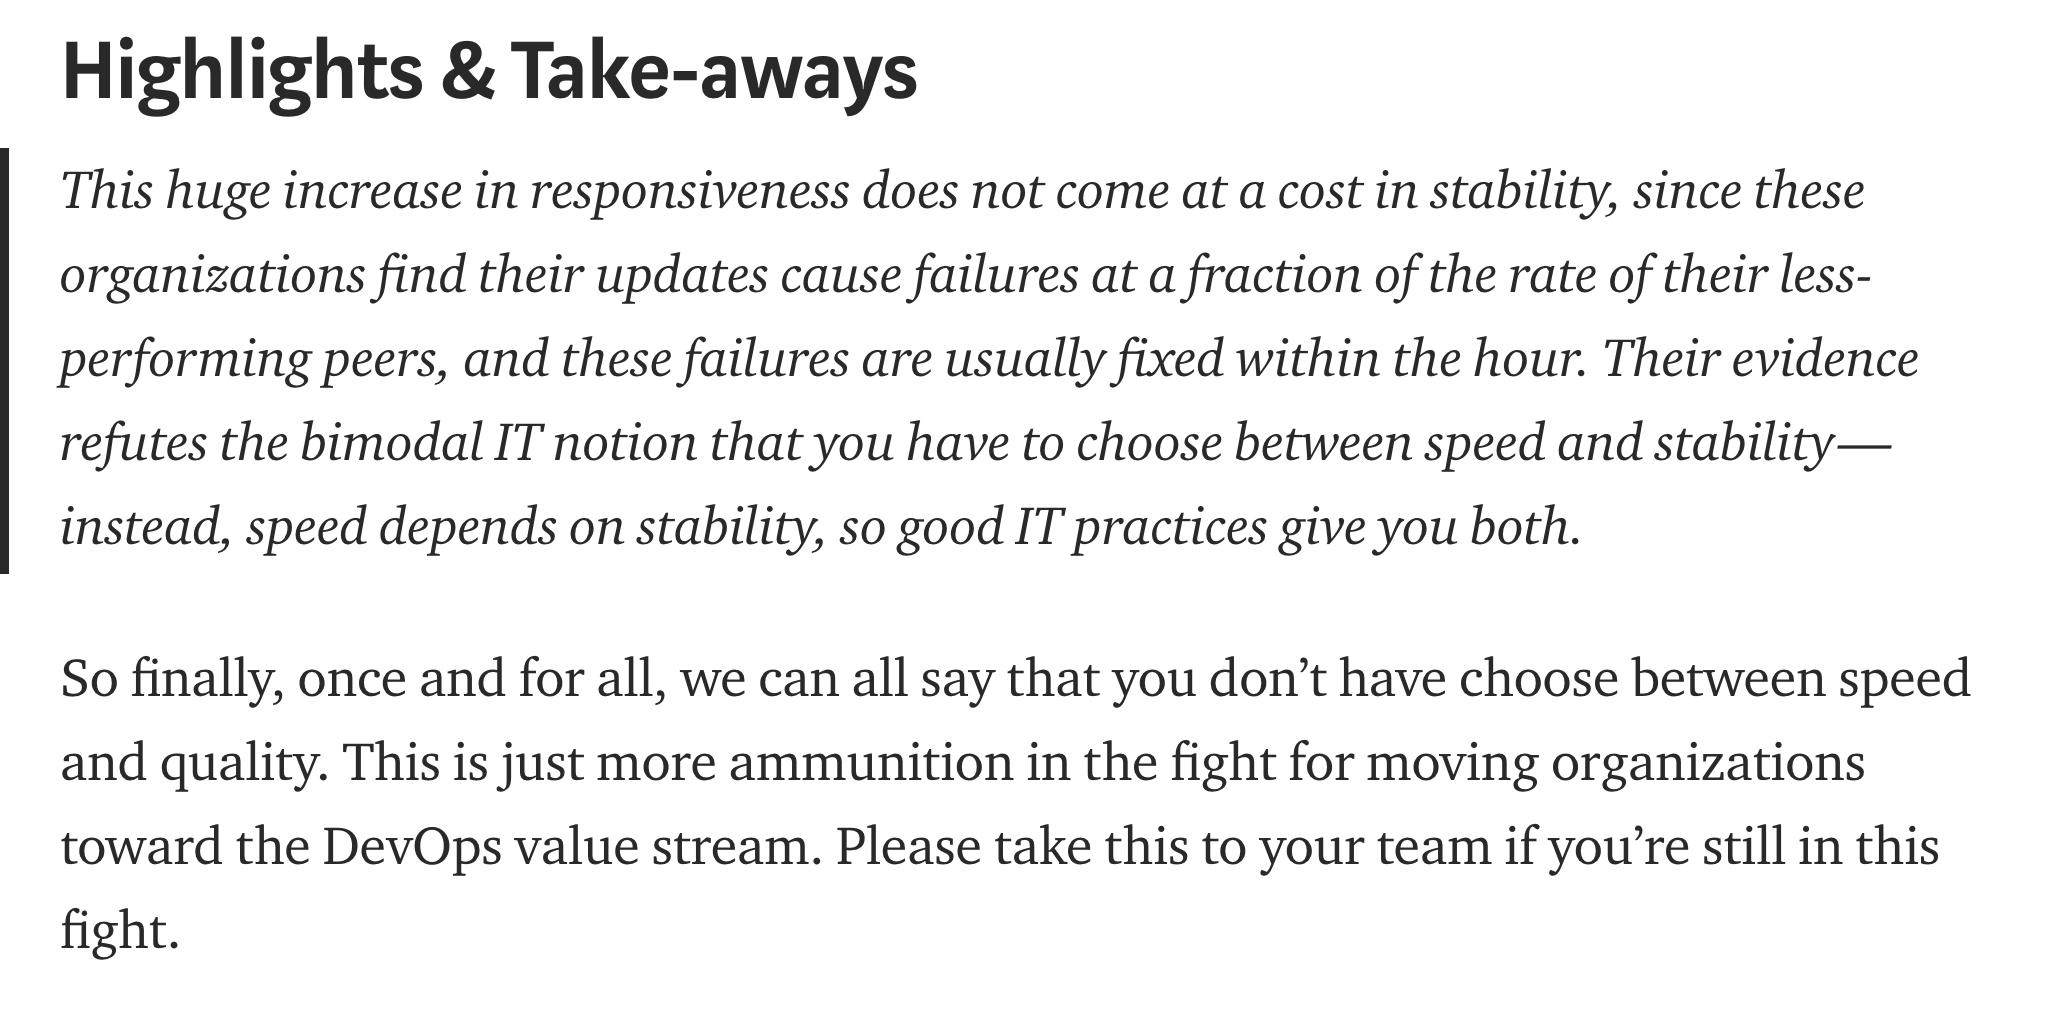 Highlights & Take-aways
This huge increase in responsiveness does not come at a cost in stability, since these
organizations find their updates cause failures at a fraction of the rate of their less-
performing peers, and these failures are usually fixed within the hour. Their evidence
refutes the bimodal IT notion that you have to choose between speed and stability—
instead, speed depends on stability, so good IT practices give you both.
So finally, once and for all, we can all say that you don’t have choose between speed
and quality. This is just more ammunition in the fight for moving organizations
toward the DevOps value stream. Please take this to your team if you’re still in this
fight.